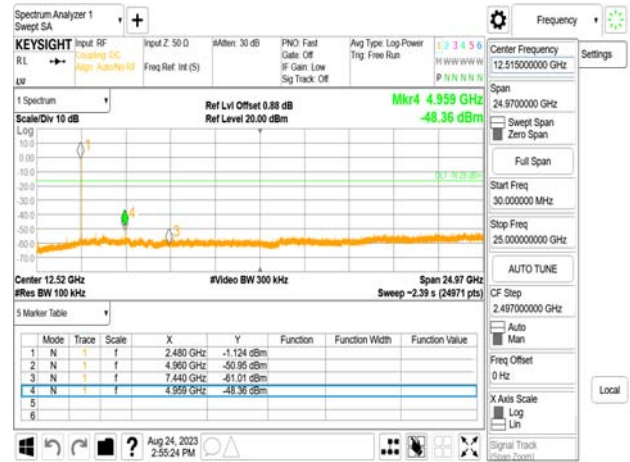 Spectrum Analyzer 1
Swept SA
Frequency
KEYSIGHT
RL
Input: RF
Coupling: DC
Align: Auto/No RF
Input Z: 50 Ω
Freq Ref: Int (S)
#Atten: 30 dB
PNO: Fast
Gate: Off
IF Gain: Low
Sig Track: Off
Avg Type: Log-Power
Trig: Free Run
1 2 3 4 5 6
M W W W W W
P N N N N N
1 Spectrum
Scale/Div 10 dB
Ref Lvl Offset 0.88 dB
Ref Level 20.00 dBm
Mkr4 4.959 GHz
-48.36 dBm
Log
10.0
0.00
-10.0
-20.0
-30.0
-40.0
-50.0
-60.0
-70.0
1
4
3
Center 12.52 GHz
#Res BW 100 kHz
#Video BW 300 kHz
Span 24.97 GHz
Sweep ~2.39 s (24971 pts)
5 Marker Table
Mode Trace Scale X Y Function Function Width Function Value
1 N 1 f 2.480 GHz -1.124 dBm
2 N 1 f 4.960 GHz -50.95 dBm
3 N 1 f 7.440 GHz -61.01 dBm
4 N 1 f 4.959 GHz -48.36 dBm
5
6
Aug 24, 2023
2:55:24 PM
Center Frequency
12.515000000 GHz
Settings
Span
24.9700000 GHz
Swept Span
Zero Span
Full Span
Start Freq
30.000000 MHz
Stop Freq
25.000000000 GHz
AUTO TUNE
CF Step
2.497000000 GHz
Auto
Man
Freq Offset
0 Hz
X Axis Scale
Log
Lin
Local
Signal Track
(Span Zoom)